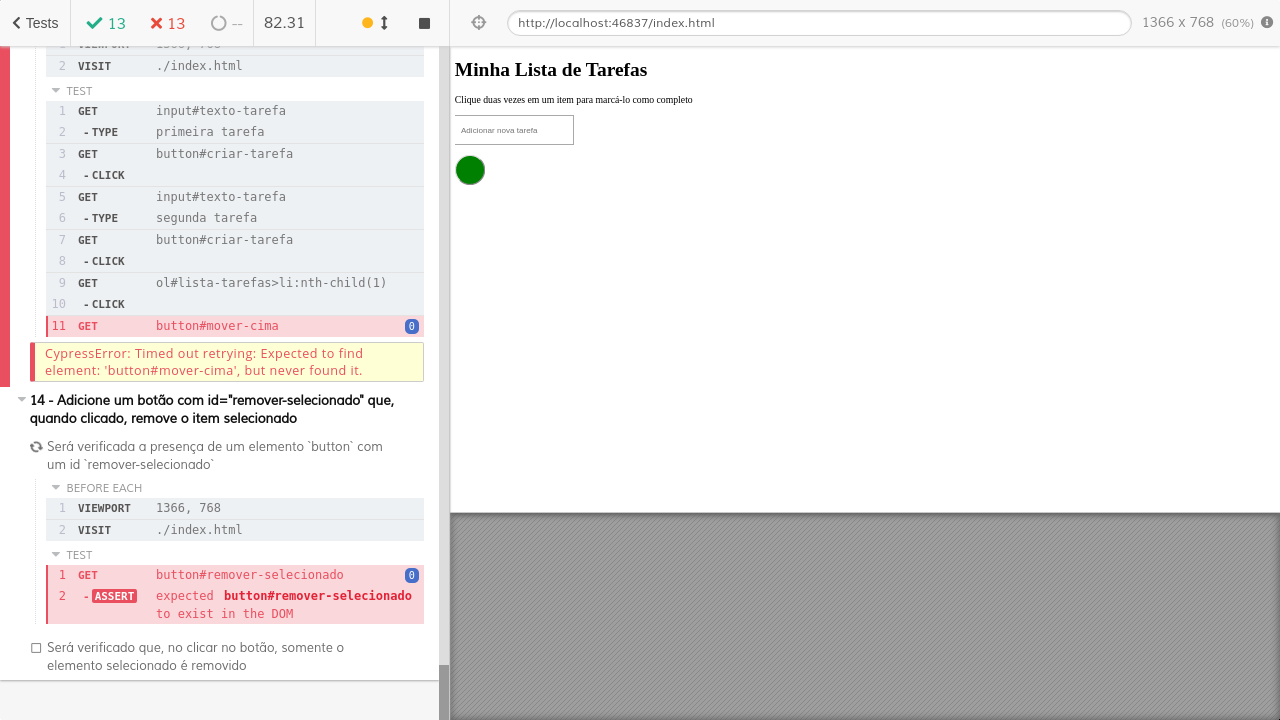 Tests 13 13 -- 82.31 http://localhost:46837/index.html 1366 x 768 (60%)
1 VIEWPORT 1366, 768
2 VISIT ./index.html
TEST
1 GET input#texto-tarefa
2 - TYPE primeira tarefa
3 GET button#criar-tarefa
4 - CLICK
5 GET input#texto-tarefa
6 - TYPE segunda tarefa
7 GET button#criar-tarefa
8 - CLICK
9 GET ol#lista-tarefas>li:nth-child(1)
10 - CLICK
11 GET button#mover-cima 0
CypressError: Timed out retrying: Expected to find
element: 'button#mover-cima', but never found it.
14 - Adicione um botão com id="remover-selecionado" que,
quando clicado, remove o item selecionado
Será verificada a presença de um elemento `button` com
um id `remover-selecionado`
BEFORE EACH
1 VIEWPORT 1366, 768
2 VISIT ./index.html
TEST
1 GET button#remover-selecionado 0
2 - ASSERT expected button#remover-selecionado
to exist in the DOM
Será verificado que, no clicar no botão, somente o
elemento selecionado é removido
Minha Lista de Tarefas
Clique duas vezes em um item para marcá-lo como completo
Adicionar nova tarefa